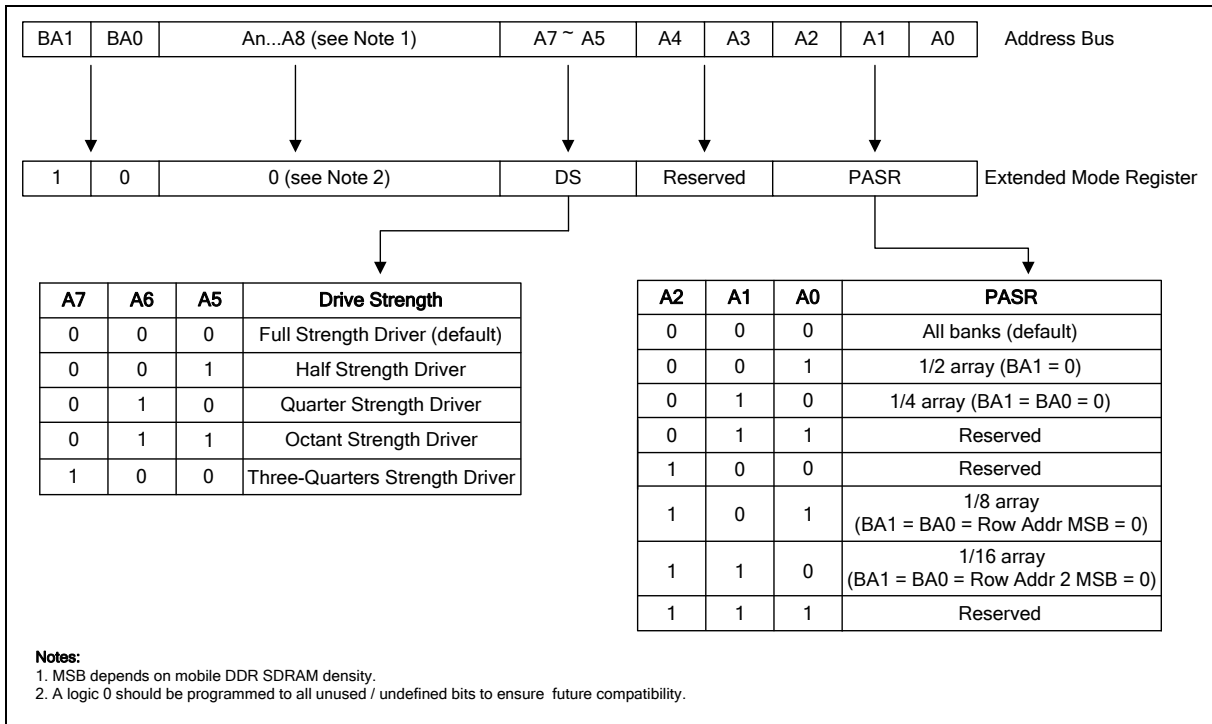 BA1 BA0 An...A8 (see Note 1) A7 ~ A5 A4 A3 A2 A1 A0 Address Bus
1 0 0 (see Note 2) DS Reserved PASR Extended Mode Register
A7 A6 A5 Drive Strength
0 0 0 Full Strength Driver (default)
0 0 1 Half Strength Driver
0 1 0 Quarter Strength Driver
0 1 1 Octant Strength Driver
1 0 0 Three-Quarters Strength Driver
A2 A1 A0 PASR
0 0 0 All banks (default)
0 0 1 1/2 array (BA1 = 0)
0 1 0 1/4 array (BA1 = BA0 = 0)
0 1 1 Reserved
1 0 0 Reserved
1 0 1 1/8 array
(BA1 = BA0 = Row Addr MSB = 0)
1 1 0 1/16 array
(BA1 = BA0 = Row Addr 2 MSB = 0)
1 1 1 Reserved
Notes:
1. MSB depends on mobile DDR SDRAM density.
2. A logic 0 should be programmed to all unused / undefined bits to ensure future compatibility.